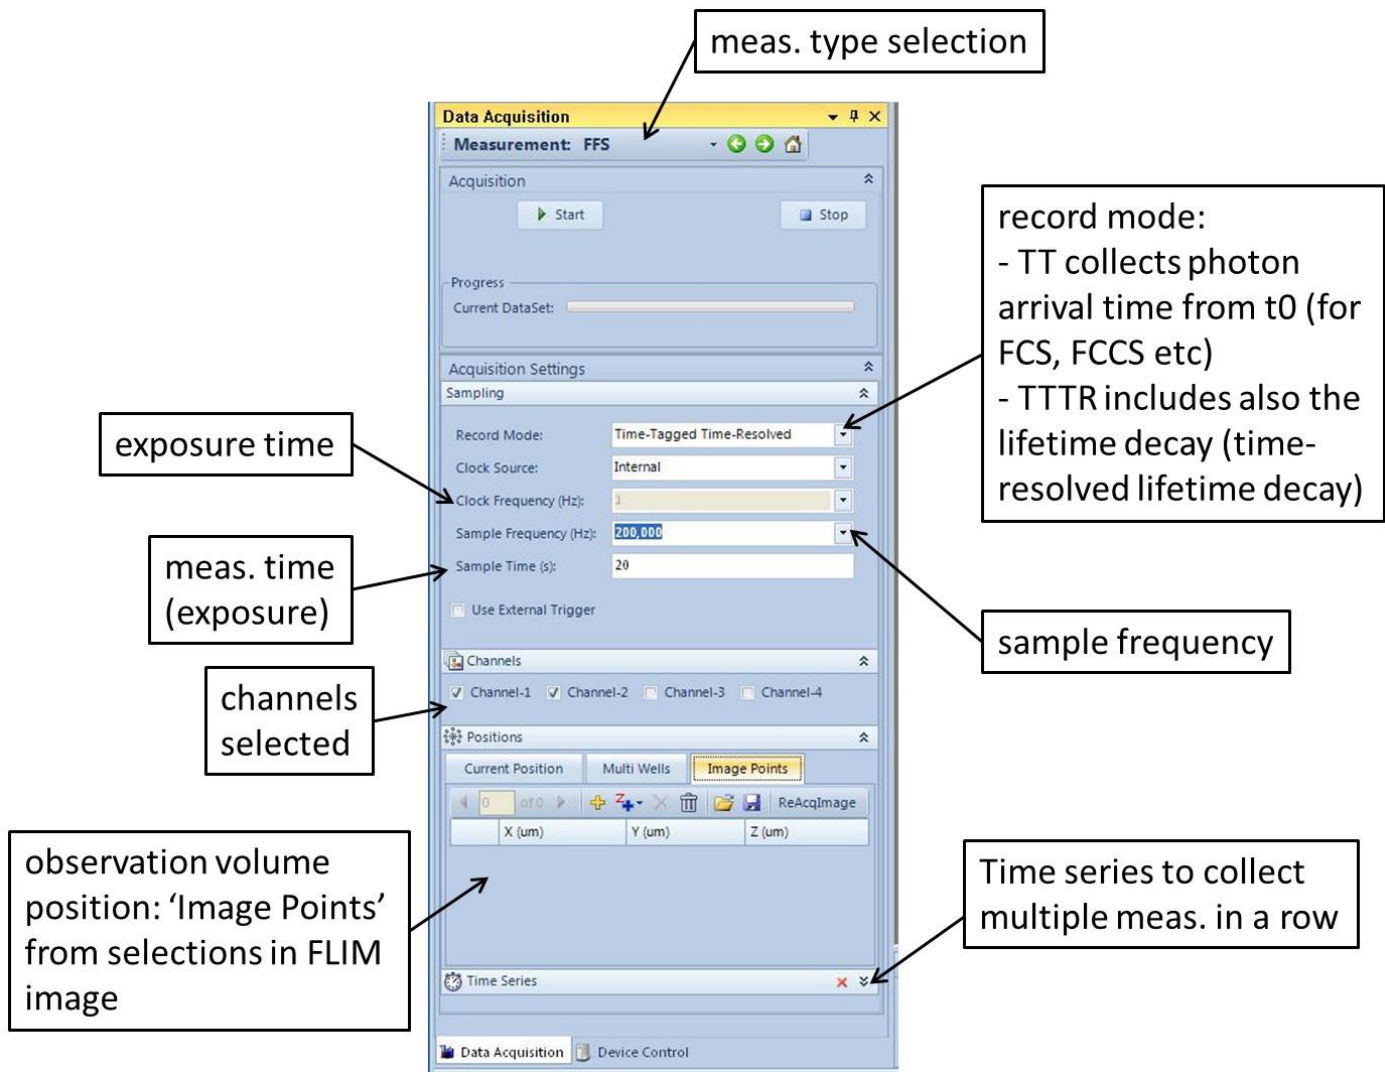 meas. type selection
Data Acquisition
Measurement: FFS
Acquisition
Start
Stop
Progress
Current DataSet:
Acquisition Settings
Sampling
Record Mode: Time-Tagged Time-Resolved
Clock Source: Internal
Clock Frequency (Hz): 1
Sample Frequency (Hz): 200,000
Sample Time (s): 20
Use External Trigger
Channels
Channel-1 Channel-2 Channel-3 Channel-4
Positions
Current Position Multi Wells Image Points
0 of 0 ReAcqImage
X (um) Y (um) Z (um)
Time Series
Data Acquisition Device Control
record mode:
- TT collects photon
arrival time from t0 (for
FCS, FCCS etc)
- TTTR includes also the
lifetime decay (time-
resolved lifetime decay)
exposure time
meas. time
(exposure)
sample frequency
channels
selected
observation volume
position: ‘Image Points’
from selections in FLIM
image
Time series to collect
multiple meas. in a row